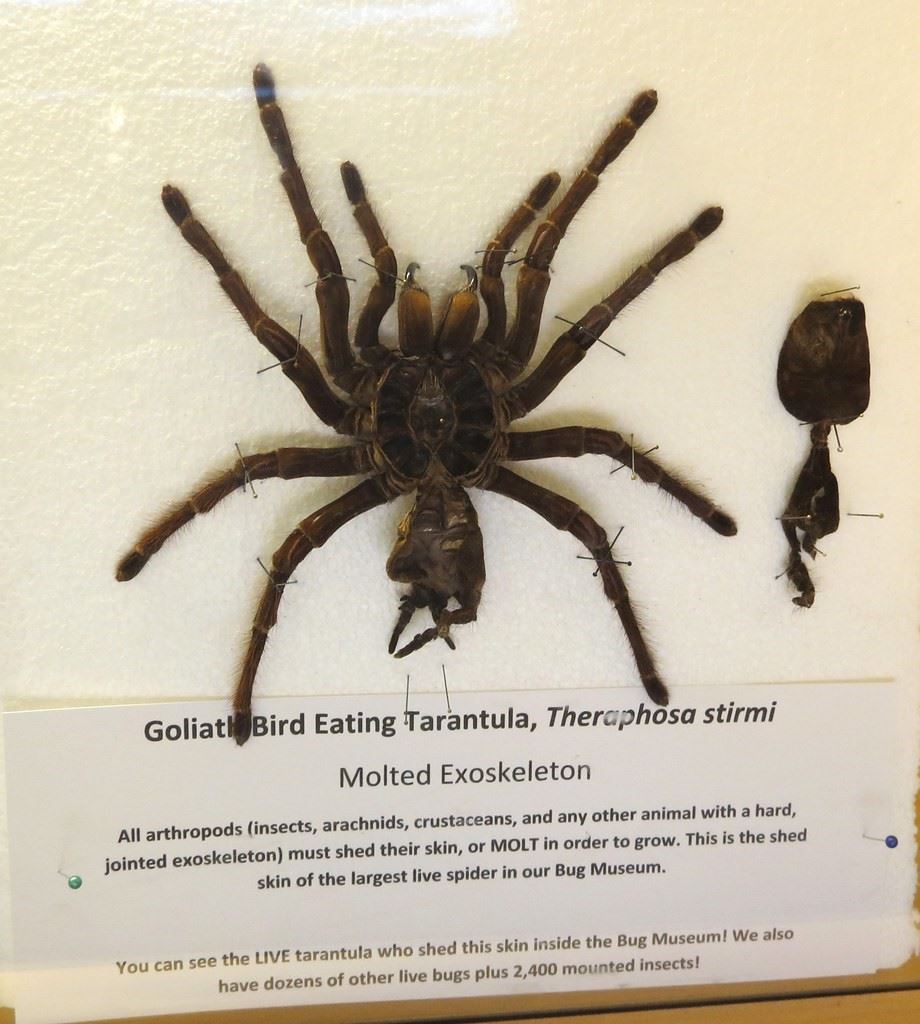 Goliath Bird Eating Tarantula, Theraphosa stirmi
Molted Exoskeleton
All arthropods (insects, arachnids, crustaceans, and any other animal with a hard,
jointed exoskeleton) must shed their skin, or MOLT in order to grow. This is the shed
skin of the largest live spider in our Bug Museum.
You can see the LIVE tarantula who shed this skin inside the Bug Museum! We also
have dozens of other live bugs plus 2,400 mounted insects!